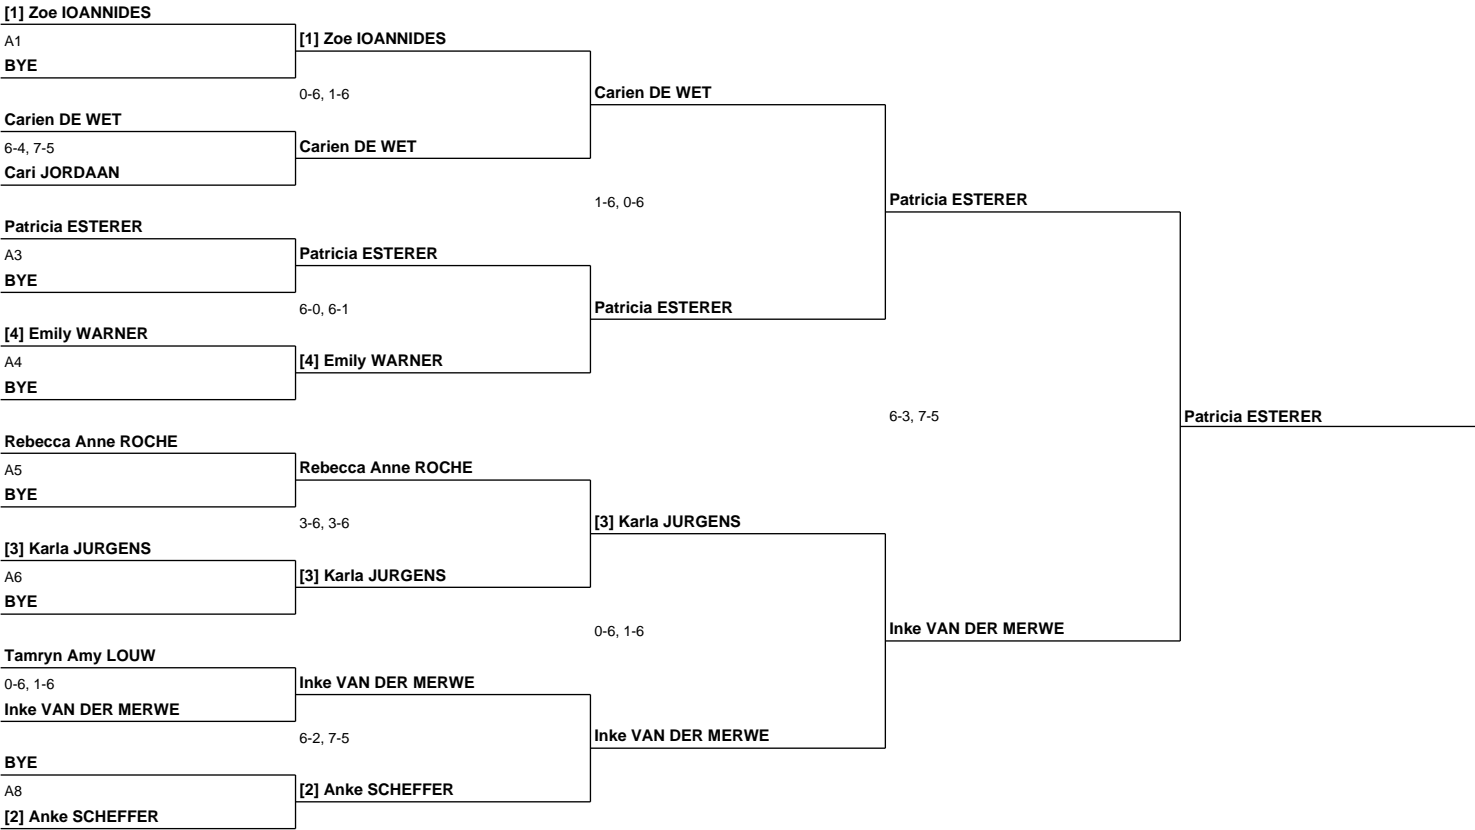 [1] Zoe IOANNIDES
A1
BYE
Carien DE WET
6-4, 7-5
Cari JORDAAN
Patricia ESTERER
A3
BYE
[4] Emily WARNER
A4
BYE
Rebecca Anne ROCHE
A5
BYE
[3] Karla JURGENS
A6
BYE
Tamryn Amy LOUW
0-6, 1-6
Inke VAN DER MERWE
BYE
A8
[2] Anke SCHEFFER
[1] Zoe IOANNIDES
0-6, 1-6
Carien DE WET
Patricia ESTERER
6-0, 6-1
[4] Emily WARNER
Rebecca Anne ROCHE
3-6, 3-6
[3] Karla JURGENS
Inke VAN DER MERWE
6-2, 7-5
[2] Anke SCHEFFER
Carien DE WET
1-6, 0-6
Patricia ESTERER
[3] Karla JURGENS
0-6, 1-6
Inke VAN DER MERWE
Patricia ESTERER
6-3, 7-5
Inke VAN DER MERWE
Patricia ESTERER